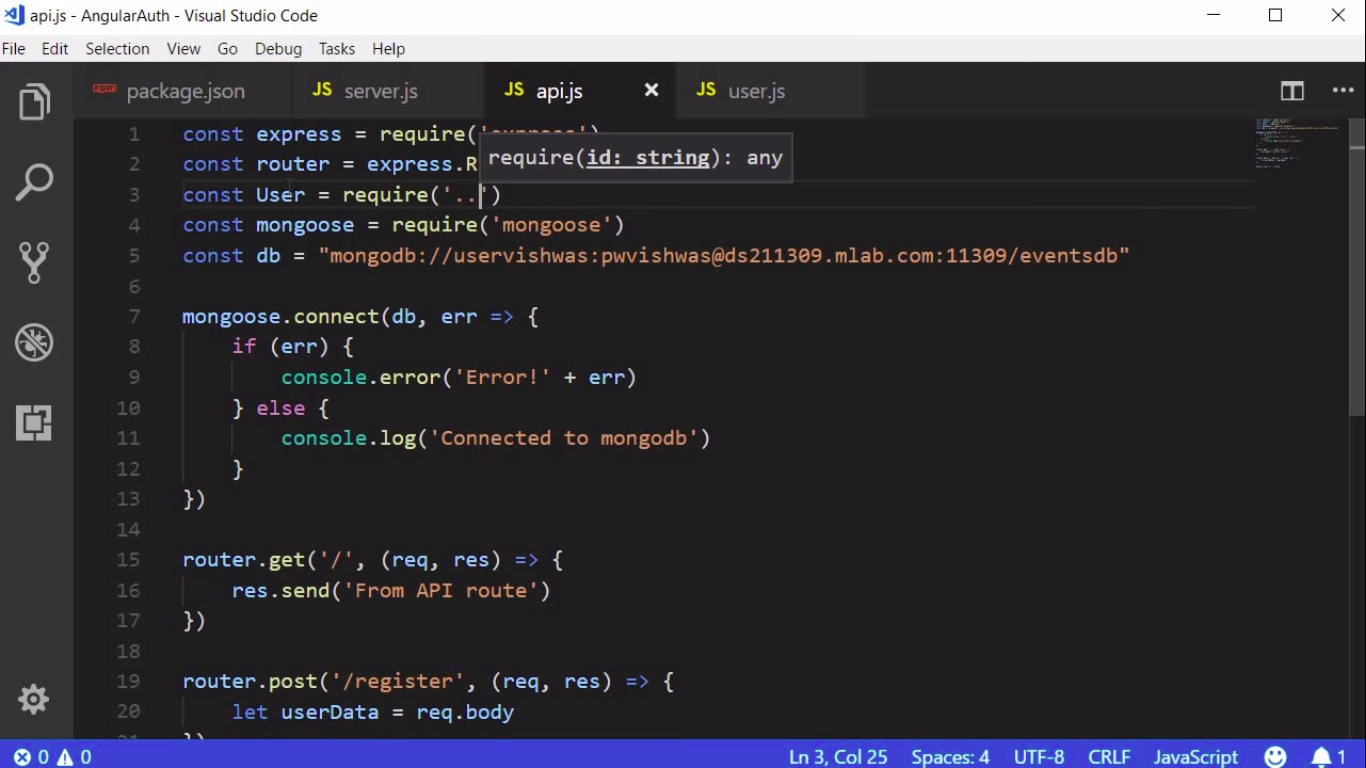 api.js - AngularAuth - Visual Studio Code
File Edit Selection View Go Debug Tasks Help
npm package.json JS server.js JS api.js JS user.js
1 const express = require('express')
2 const router = express.R
require(id: string): any
3 const User = require('..')
4 const mongoose = require('mongoose')
5 const db = "mongodb://uservishwas:pwvishwas@ds211309.mlab.com:11309/eventsdb"
6
7 mongoose.connect(db, err => {
8 if (err) {
9 console.error('Error!' + err)
10 } else {
11 console.log('Connected to mongodb')
12 }
13 })
14
15 router.get('/', (req, res) => {
16 res.send('From API route')
17 })
18
19 router.post('/register', (req, res) => {
20 let userData = req.body
21 })
0 0 Ln 3, Col 25 Spaces: 4 UTF-8 CRLF JavaScript 1